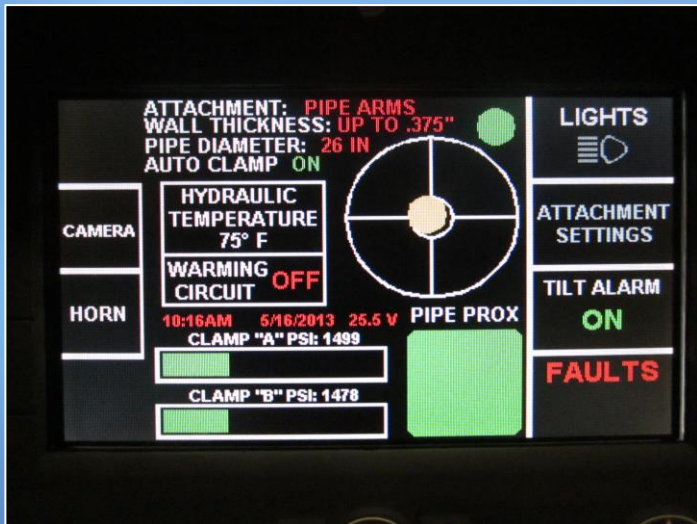 ATTACHMENT: PIPE ARMS
WALL THICKNESS: UP TO .375"
PIPE DIAMETER: 26 IN
AUTO CLAMP ON
LIGHTS
CAMERA
HYDRAULIC
TEMPERATURE
75° F
ATTACHMENT
SETTINGS
HORN
WARMING
CIRCUIT OFF
TILT ALARM
ON
10:16AM 5/16/2013 25.5 V
PIPE PROX
CLAMP "A" PSI: 1499
FAULTS
CLAMP "B" PSI: 1478